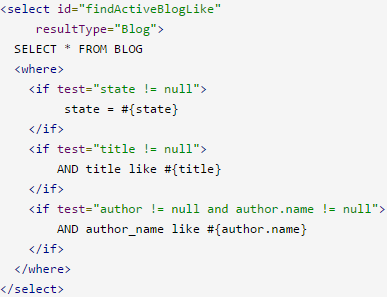 <select id="findActiveBlogLike"
     resultType="Blog">
  SELECT * FROM BLOG
  <where>
    <if test="state != null">
         state = #{state}
    </if>
    <if test="title != null">
        AND title like #{title}
    </if>
    <if test="author != null and author.name != null">
        AND author_name like #{author.name}
    </if>
  </where>
</select>